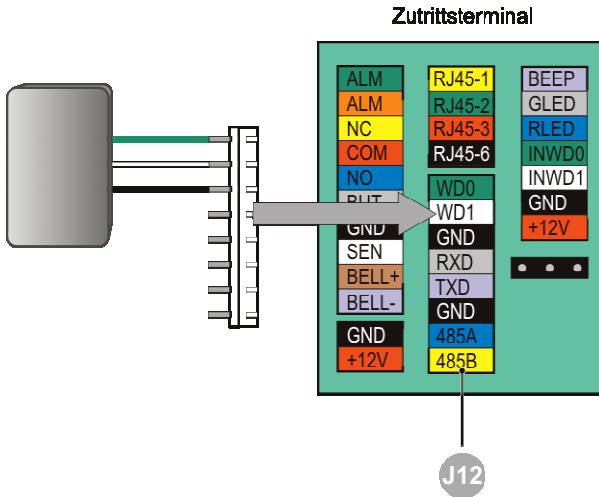 Zutrittsterminal
ALM
ALM
NC
COM
NO
BUT
GND
SEN
BELL+
BELL-
GND
+12V
RJ45-1
RJ45-2
RJ45-3
RJ45-6
WD0
WD1
GND
RXD
TXD
GND
485A
485B
BEEP
GLED
RLED
INWD0
INWD1
GND
+12V
J12